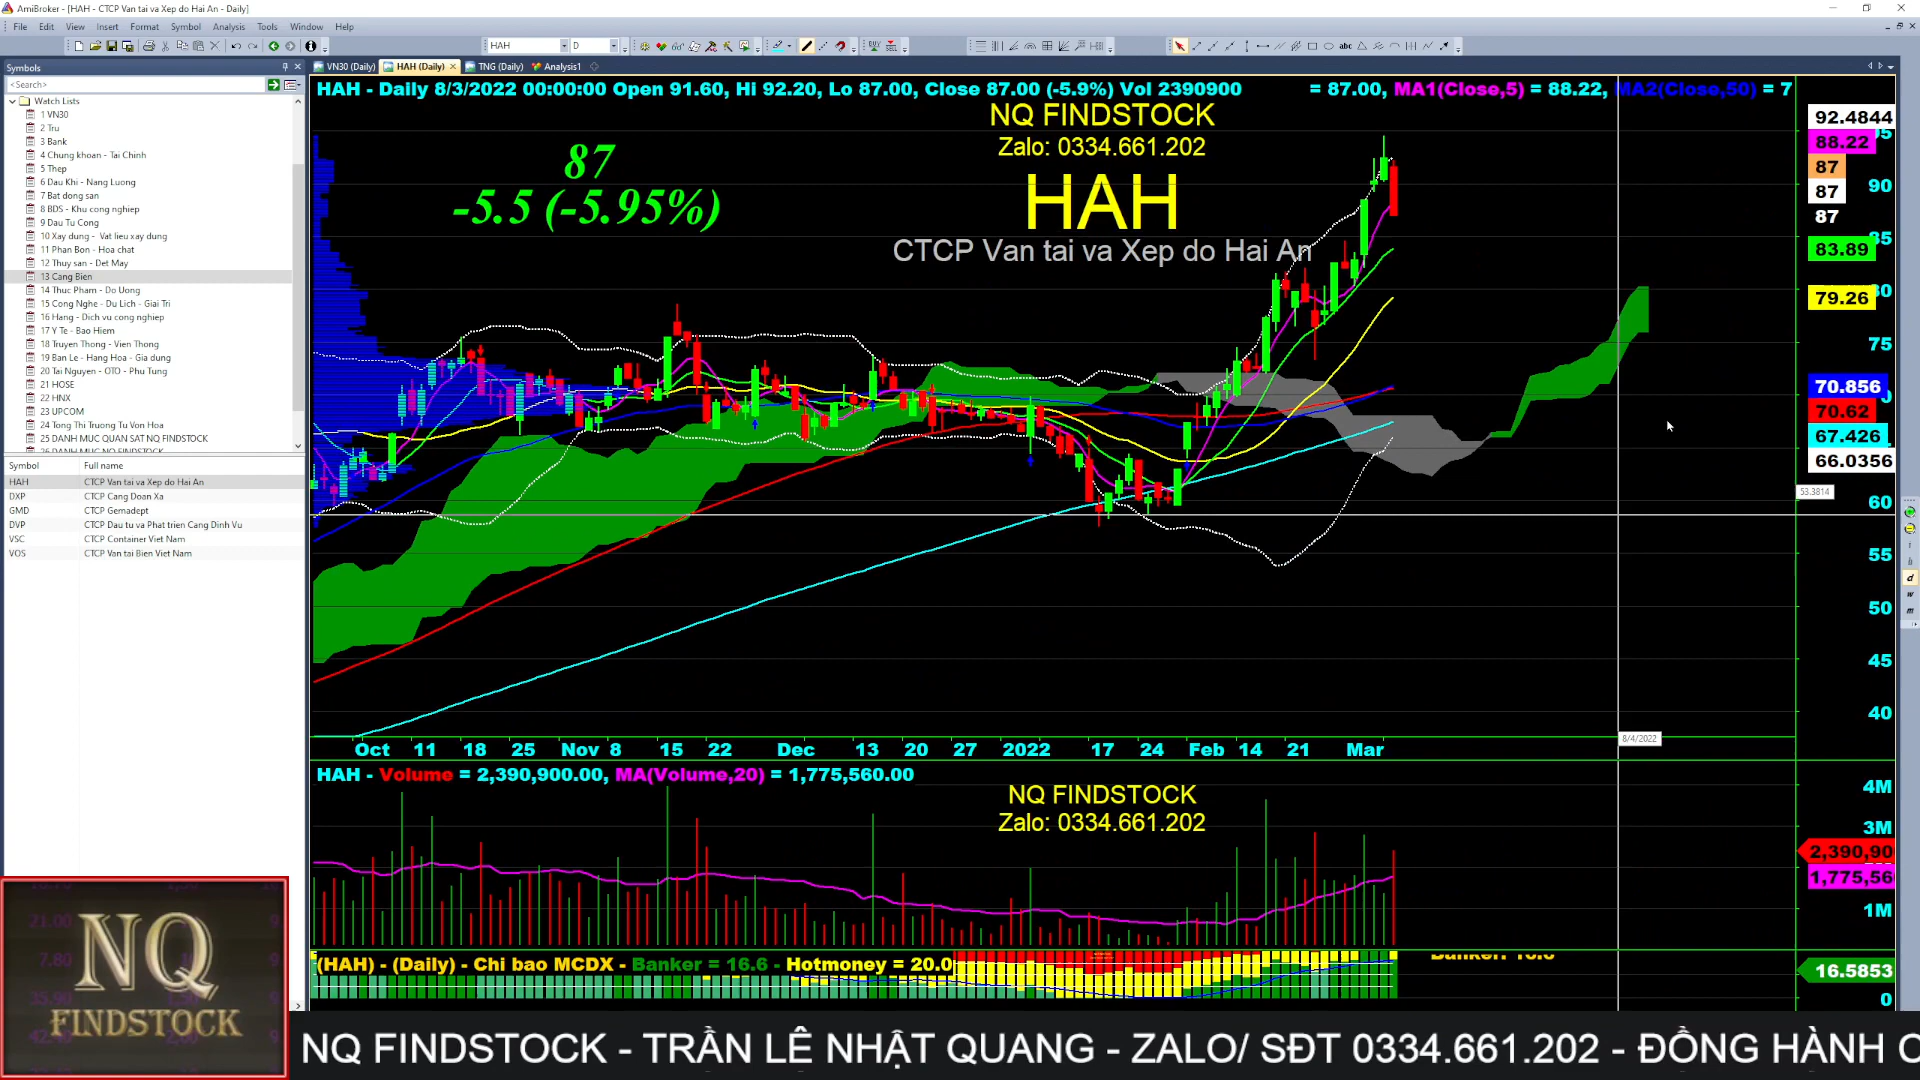 AmiBroker - [HAH - CTCP Van tai va Xep do Hai An - Daily]
File Edit View Insert Format Symbol Analysis Tools Window Help
HAH D
Symbols
VN30 (Daily) HAH (Daily) TNG (Daily) Analysis1
<Search>
Watch Lists
1 VN30
2 Tru
3 Bank
4 Chung khoan - Tai Chinh
5 Thep
6 Dau Khi - Nang Luong
7 Bat dong san
8 BDS - Khu cong nghiep
9 Dau Tu Cong
10 Xay dung - Vat lieu xay dung
11 Phan Bon - Hoa chat
12 Thuy san - Det May
13 Cang Bien
14 Thuc Pham - Do Uong
15 Cong Nghe - Du Lich - Giai Tri
16 Hang - Dich vu cong nghiep
17 Y Te - Bao Hiem
18 Truyen Thong - Vien Thong
19 Ban Le - Hang Hoa - Gia dung
20 Tai Nguyen - OTO - Phu Tung
21 HOSE
22 HNX
23 UPCOM
24 Tong Thi Truong Tu Von Hoa
25 DANH MUC QUAN SAT NQ FINDSTOCK
26 DANH MUC NQ FINDSTOCK
Symbol Full name
HAH CTCP Van tai va Xep do Hai An
DXP CTCP Cang Doan Xa
GMD CTCP Gemadept
DVP CTCP Dau tu va Phat trien Cang Dinh Vu
VSC CTCP Container Viet Nam
VOS CTCP Van tai Bien Viet Nam
HAH - Daily 8/3/2022 00:00:00 Open 91.60, Hi 92.20, Lo 87.00, Close 87.00 (-5.9%) Vol 2390900 = 87.00, MA1(Close,5) = 88.22, MA2(Close,50) = 7
NQ FINDSTOCK
Zalo: 0334.661.202
HAH
CTCP Van tai va Xep do Hai An
87
-5.5 (-5.95%)
92.4844
88.22
87
90
87
87
85
83.89
79.26
75
70.856
70.62
67.426
66.0356
53.3814
60
55
50
45
40
8/4/2022
Oct 11 18 25 Nov 8 15 22 Dec 13 20 27 2022 17 24 Feb 14 21 Mar
HAH - Volume = 2,390,900.00, MA(Volume,20) = 1,775,560.00
NQ FINDSTOCK
Zalo: 0334.661.202
4M
3M
2,390,90
1,775,56
1M
(HAH) - (Daily) - Chi bao MCDX - Banker = 16.6 - Hotmoney = 20.0
16.5853
0
d
w
m
NQ
FINDSTOCK
NQ FINDSTOCK - TRẦN LÊ NHẬT QUANG - ZALO/ SĐT 0334.661.202 - ĐỒNG HÀNH C